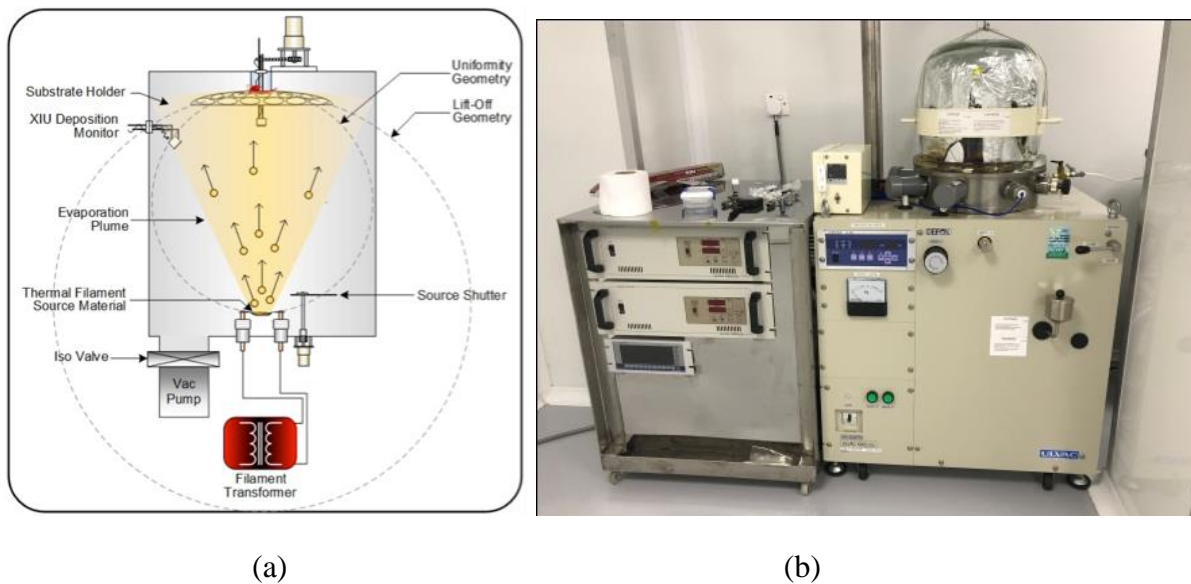 Substrate Holder
XIU Deposition
Monitor
Evaporation
Plume
Thermal Filament
Source Material
Iso Valve
Vac
Pump
Filament
Transformer
Uniformity
Geometry
Lift-Off
Geometry
Source Shutter
ULVAC
(a)
(b)